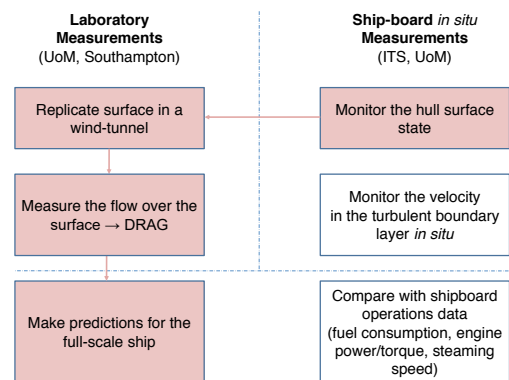 Laboratory
Measurements
(UoM, Southampton)
Ship-board in situ
Measurements
(ITS, UoM)
Replicate surface in a
wind-tunnel
Monitor the hull surface
state
Measure the flow over the
surface → DRAG
Monitor the velocity
in the turbulent boundary
layer in situ
Make predictions for the
full-scale ship
Compare with shipboard
operations data
(fuel consumption, engine
power/torque, steaming
speed)